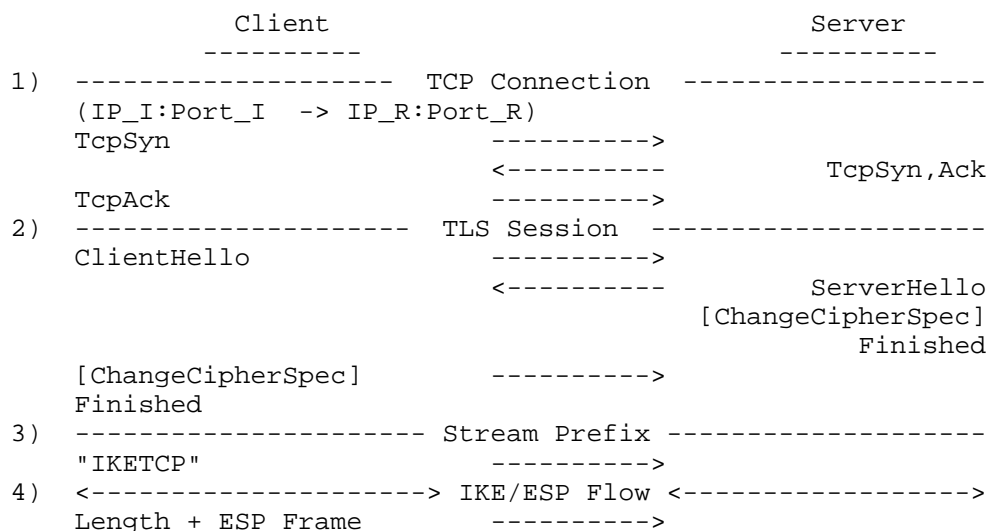 Client                              Server
----------                          ----------
1)  --------------------  TCP Connection  -------------------
(IP_I:Port_I  -> IP_R:Port_R)
TcpSyn                    ---------->
<----------          TcpSyn,Ack
TcpAck                    ---------->
2)  ---------------------  TLS Session  ---------------------
ClientHello               ---------->
<----------         ServerHello
[ChangeCipherSpec]
Finished
[ChangeCipherSpec]        ---------->
Finished
3)  ---------------------- Stream Prefix --------------------
"IKETCP"                  ---------->
4)  <---------------------> IKE/ESP Flow <------------------>
Length + ESP Frame        ---------->